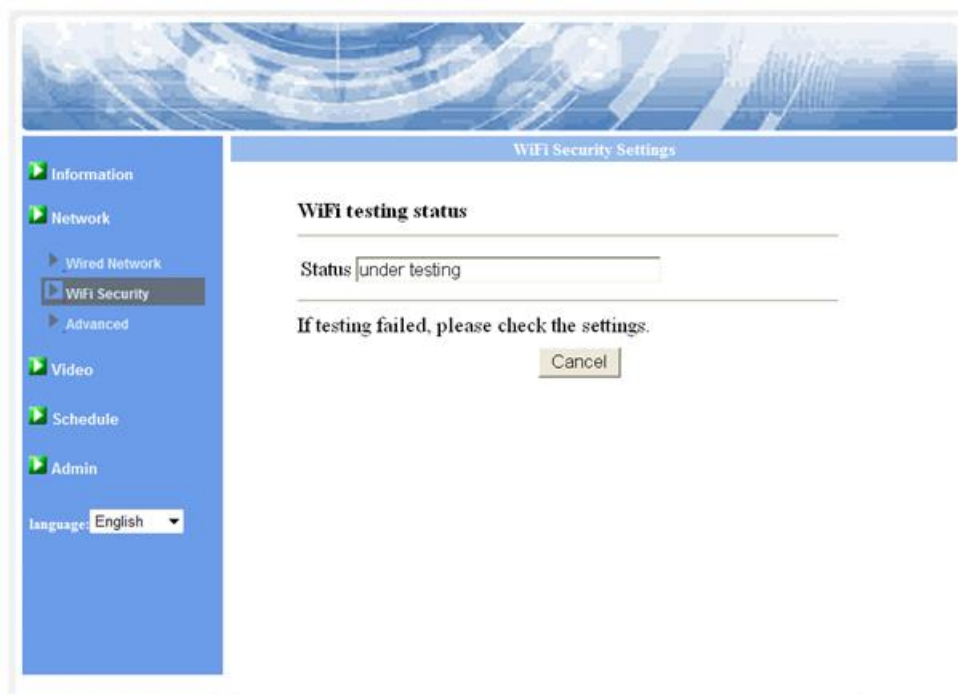 WiFi Security Settings
Information
Network
Wired Network
WiFi Security
Advanced
Video
Schedule
Admin
language: English
WiFi testing status
Status under testing
If testing failed, please check the settings.
Cancel